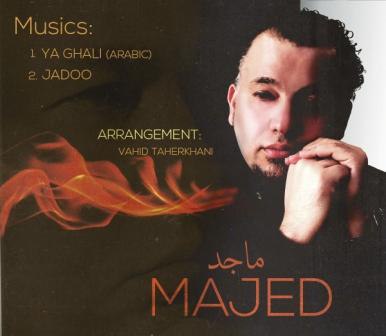 Musics:
1. YA GHALI (ARABIC)
2. JADOO
ARRANGEMENT:
VAHID TAHERKHANI
ماجد
MAJED